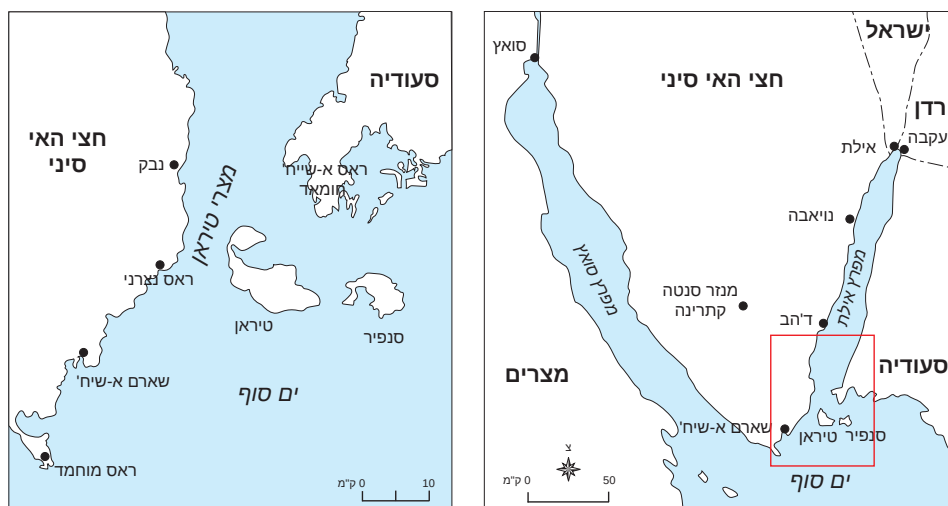 סעודיה
חצי האי
סיני
נבק
ראס א-שייח'
חומאד
מצרי טיראן
ראס נצרני
טיראן
סנפיר
שארם א-שיח'
ים סוף
ראס מוחמד
ק"מ 0 10
ישראל
סואץ
חצי האי סיני
ירדן
עקבה
אילת
נויאבה
מפרץ סואץ
מפרץ אילת
מנזר סנטה
קתרינה
ד'הב
סעודיה
מצרים
שארם א-שיח'
טיראן
סנפיר
צ
ים סוף
ק"מ 0 50